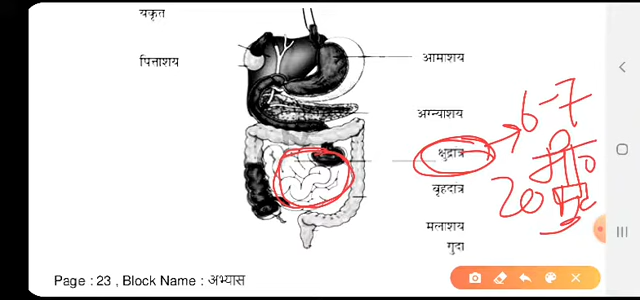 यकृत
पित्ताशय
आमाशय
अग्न्याशय
क्षुद्रात्र
6-7
20
बृहदात्र
मलाशय
गुदा
Page : 23 , Block Name : अभ्यास